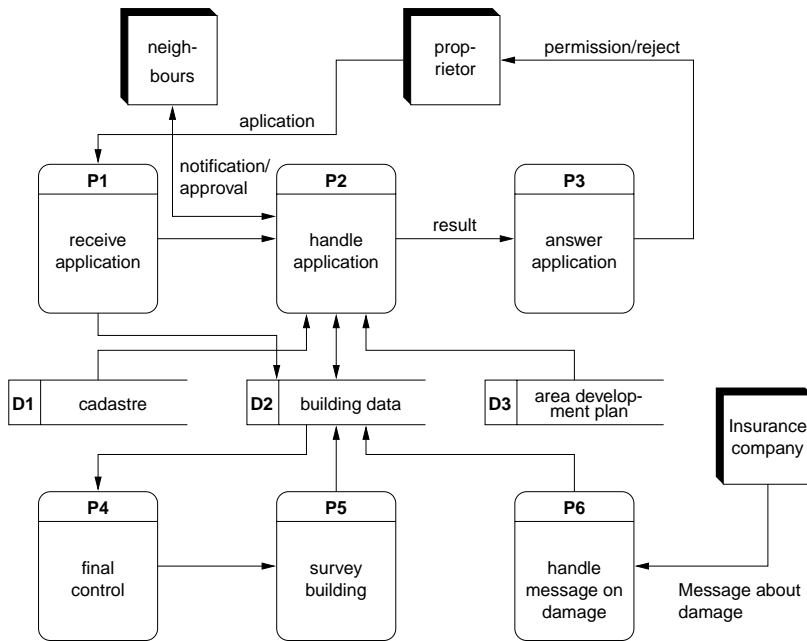 neigh-
bours
prop-
rietor
permission/reject
aplication
notification/
approval
P1
receive
application
P2
handle
application
result
P3
answer
application
D1
cadastre
D2
building data
D3
area develop-
ment plan
Insurance
company
P4
final
control
P5
survey
building
P6
handle
message on
damage
Message about
damage